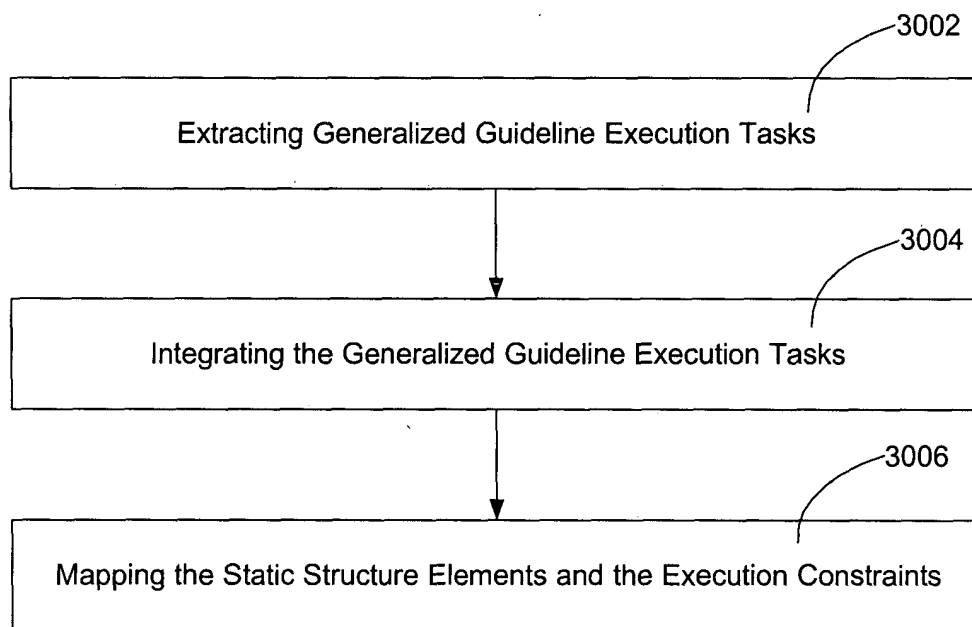 3002
Extracting Generalized Guideline Execution Tasks
3004
Integrating the Generalized Guideline Execution Tasks
3006
Mapping the Static Structure Elements and the Execution Constraints